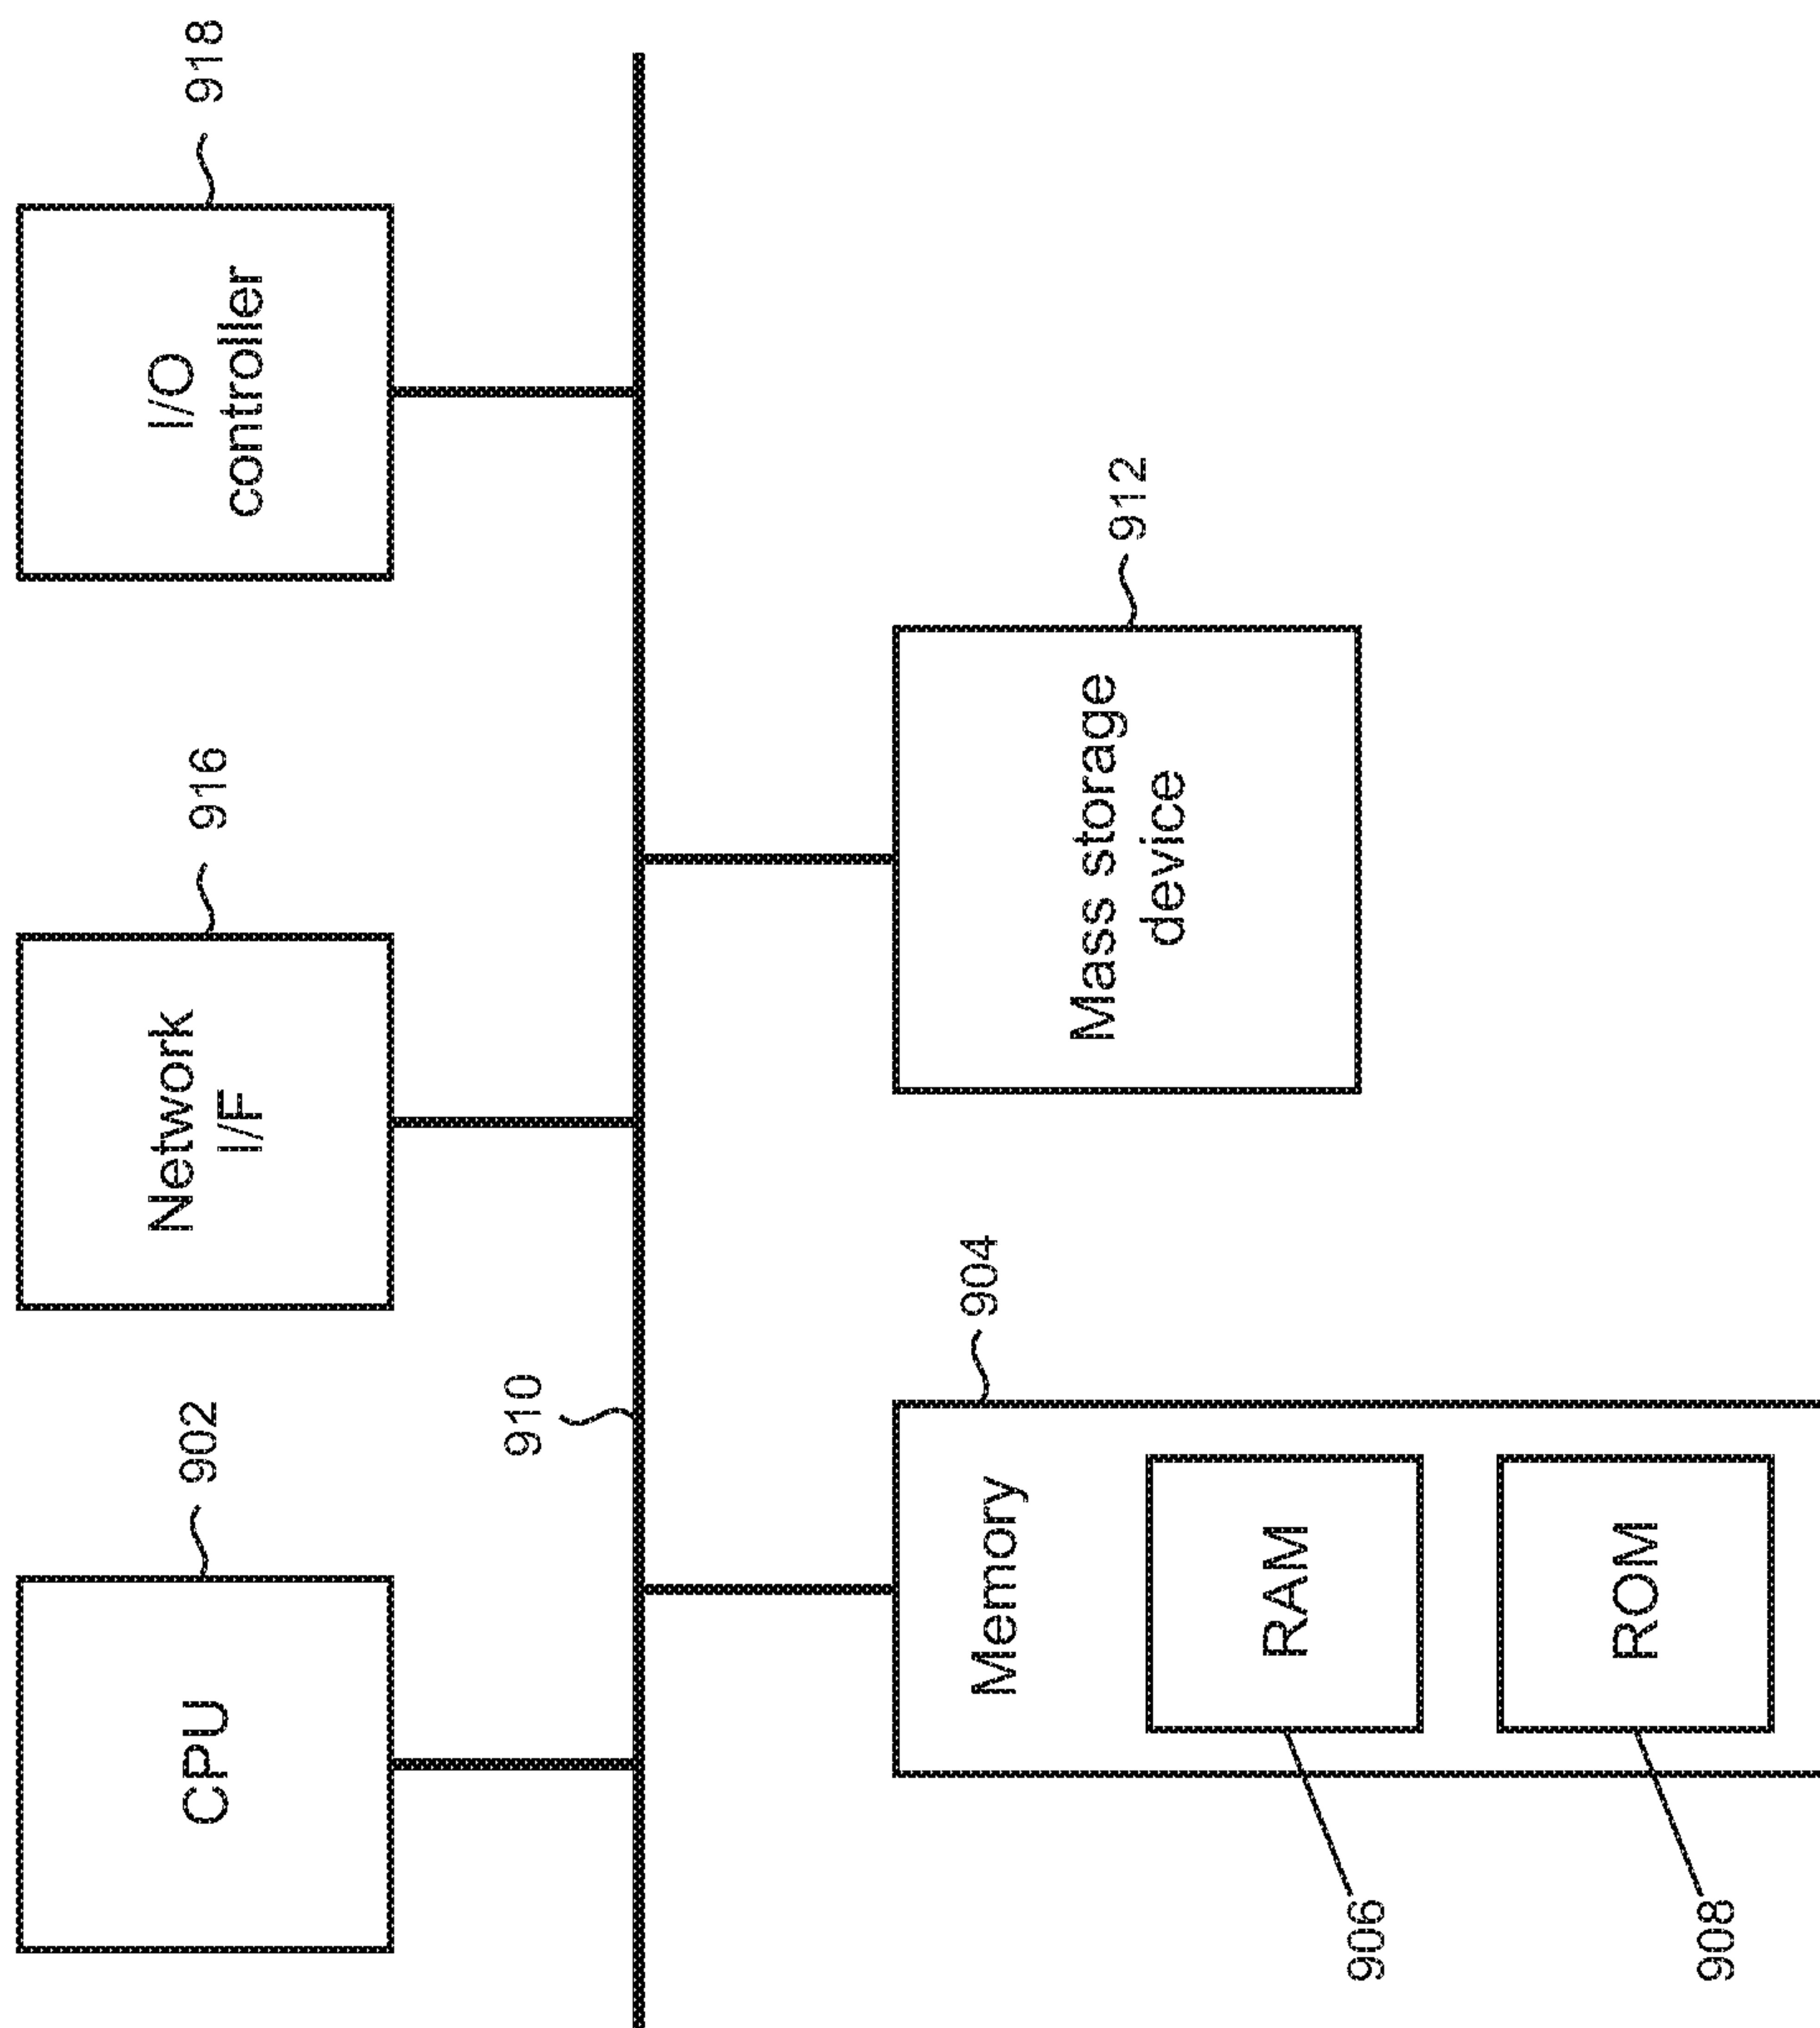 CPU
902
Network
I/F
916
I/O
controller
918
910
Memory
904
RAM
906
ROM
908
Mass storage
device
912